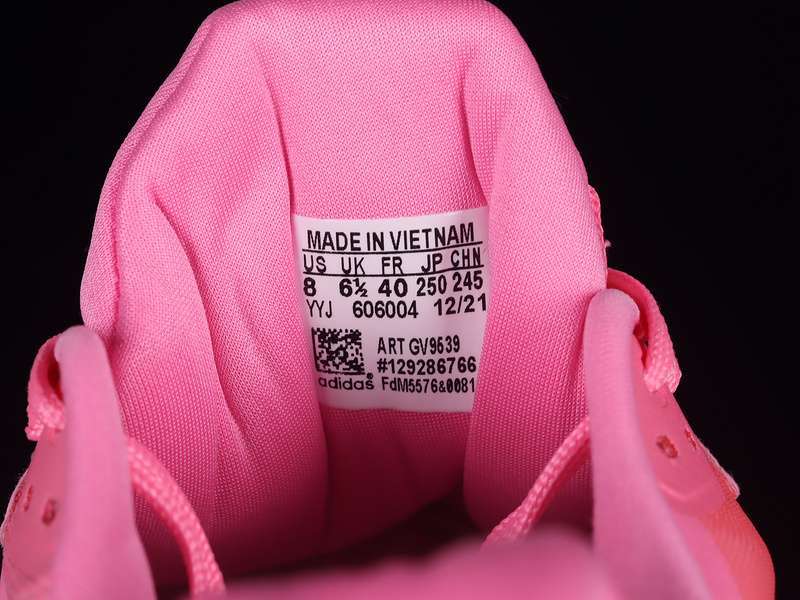 MADE IN VIETNAM
US UK FR JP CHN
8 6½ 40 250 245
YYJ 606004 12/21
ART GV9639
#129286766
adidas® FdM5576&0081